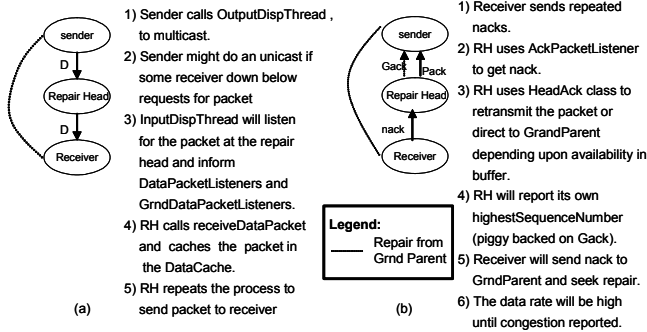 sender
D
Repair Head
D
Receiver
(a)
1) Sender calls OutputDispThread ,
to multicast.
2) Sender might do an unicast if
some receiver down below
requests for packet
3) InputDispThread will listen
for the packet at the repair
head and inform
DataPacketListeners and
GrndDataPacketListeners.
4) RH calls receiveDataPacket
and caches the packet in
the DataCache.
5) RH repeats the process to
send packet to receiver
sender
Gack
Pack
Repair Head
nack
Receiver
Legend:
Repair from
Grnd Parent
(b)
1) Receiver sends repeated
nacks.
2) RH uses AckPacketListener
to get nack.
3) RH uses HeadAck class to
retransmit the packet or
direct to GrandParent
depending upon availability in
buffer.
4) RH will report its own
highestSequenceNumber
(piggy backed on Gack).
5) Receiver will send nack to
GrndParent and seek repair.
6) The data rate will be high
until congestion reported.